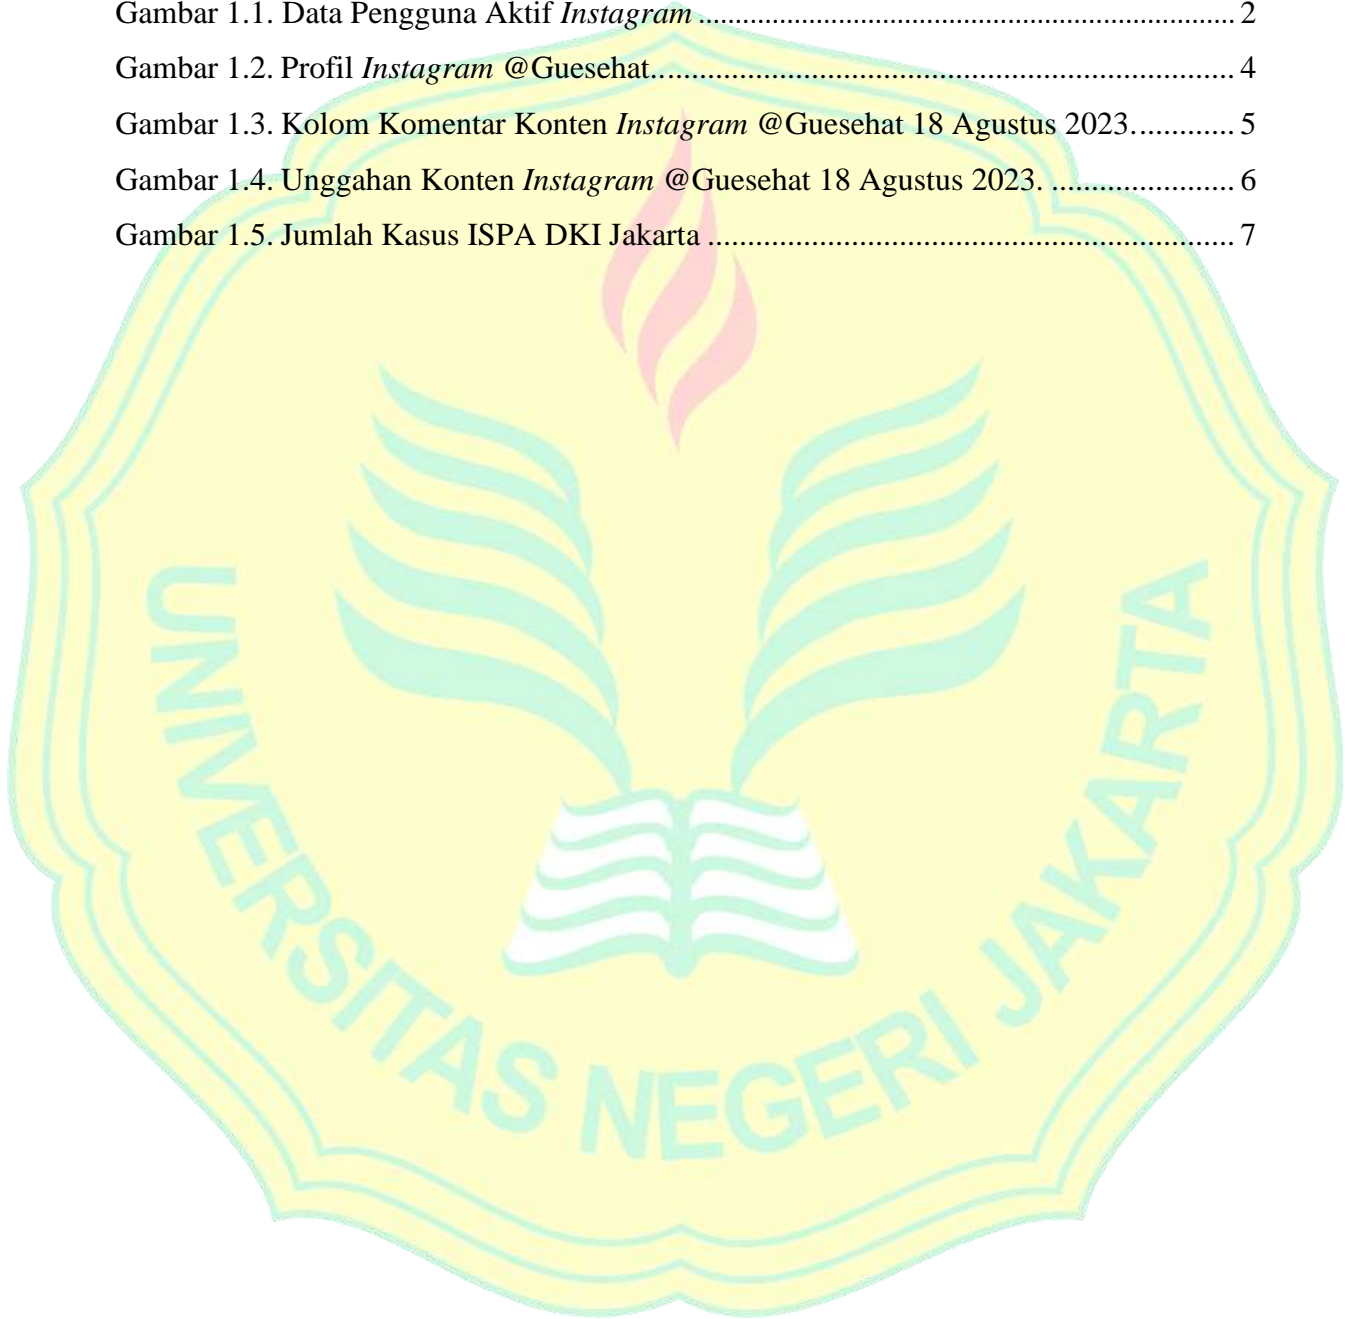 Gambar 1.1. Data Pengguna Aktif Instagram ........................................................................ 2
Gambar 1.2. Profil Instagram @Guesehat........................................................................ 4
Gambar 1.3. Kolom Komentar Konten Instagram @Guesehat 18 Agustus 2023............. 5
Gambar 1.4. Unggahan Konten Instagram @Guesehat 18 Agustus 2023. ....................... 6
Gambar 1.5. Jumlah Kasus ISPA DKI Jakarta .................................................................. 7
UNIVERSITAS NEGERI JAKARTA